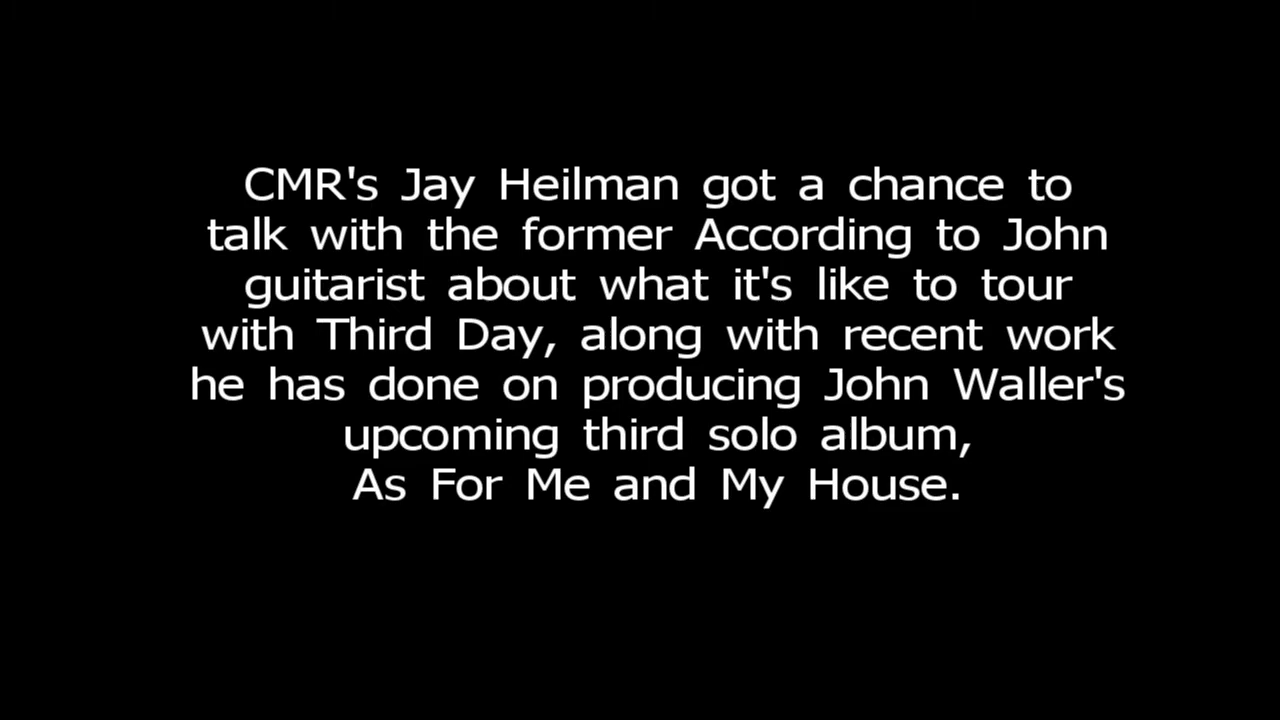 CMR's Jay Heilman got a chance to
talk with the former According to John
guitarist about what it's like to tour
with Third Day, along with recent work
he has done on producing John Waller's
upcoming third solo album,
As For Me and My House.